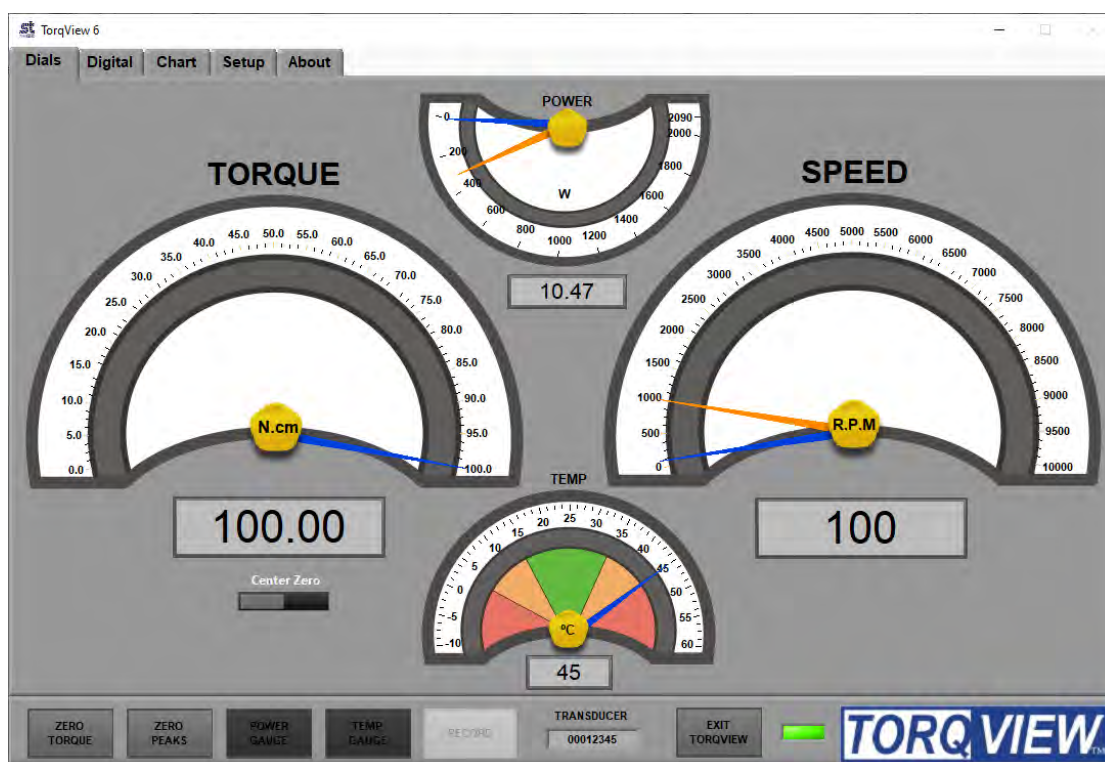 st TorqView 6
Dials Digital Chart Setup About
POWER
~0 200 400 600 800 1000 1200 1400 1600 1800 2000 2090
W
10.47
TORQUE
0.0 5.0 10.0 15.0 20.0 25.0 30.0 35.0 40.0 45.0 50.0 55.0 60.0 65.0 70.0 75.0 80.0 85.0 90.0 95.0 100.0
N.cm
100.00
Center Zero
SPEED
0 500 1000 1500 2000 2500 3000 3500 4000 4500 5000 5500 6000 6500 7000 7500 8000 8500 9000 9500 10000
R.P.M
100
TEMP
-10 -5 0 5 10 15 20 25 30 35 40 45 50 55 60
ºC
45
ZERO
TORQUE
ZERO
PEAKS
POWER
GAUGE
TEMP
GAUGE
RECORD
TRANSDUCER
00012345
EXIT
TORQVIEW
TORQVIEW™